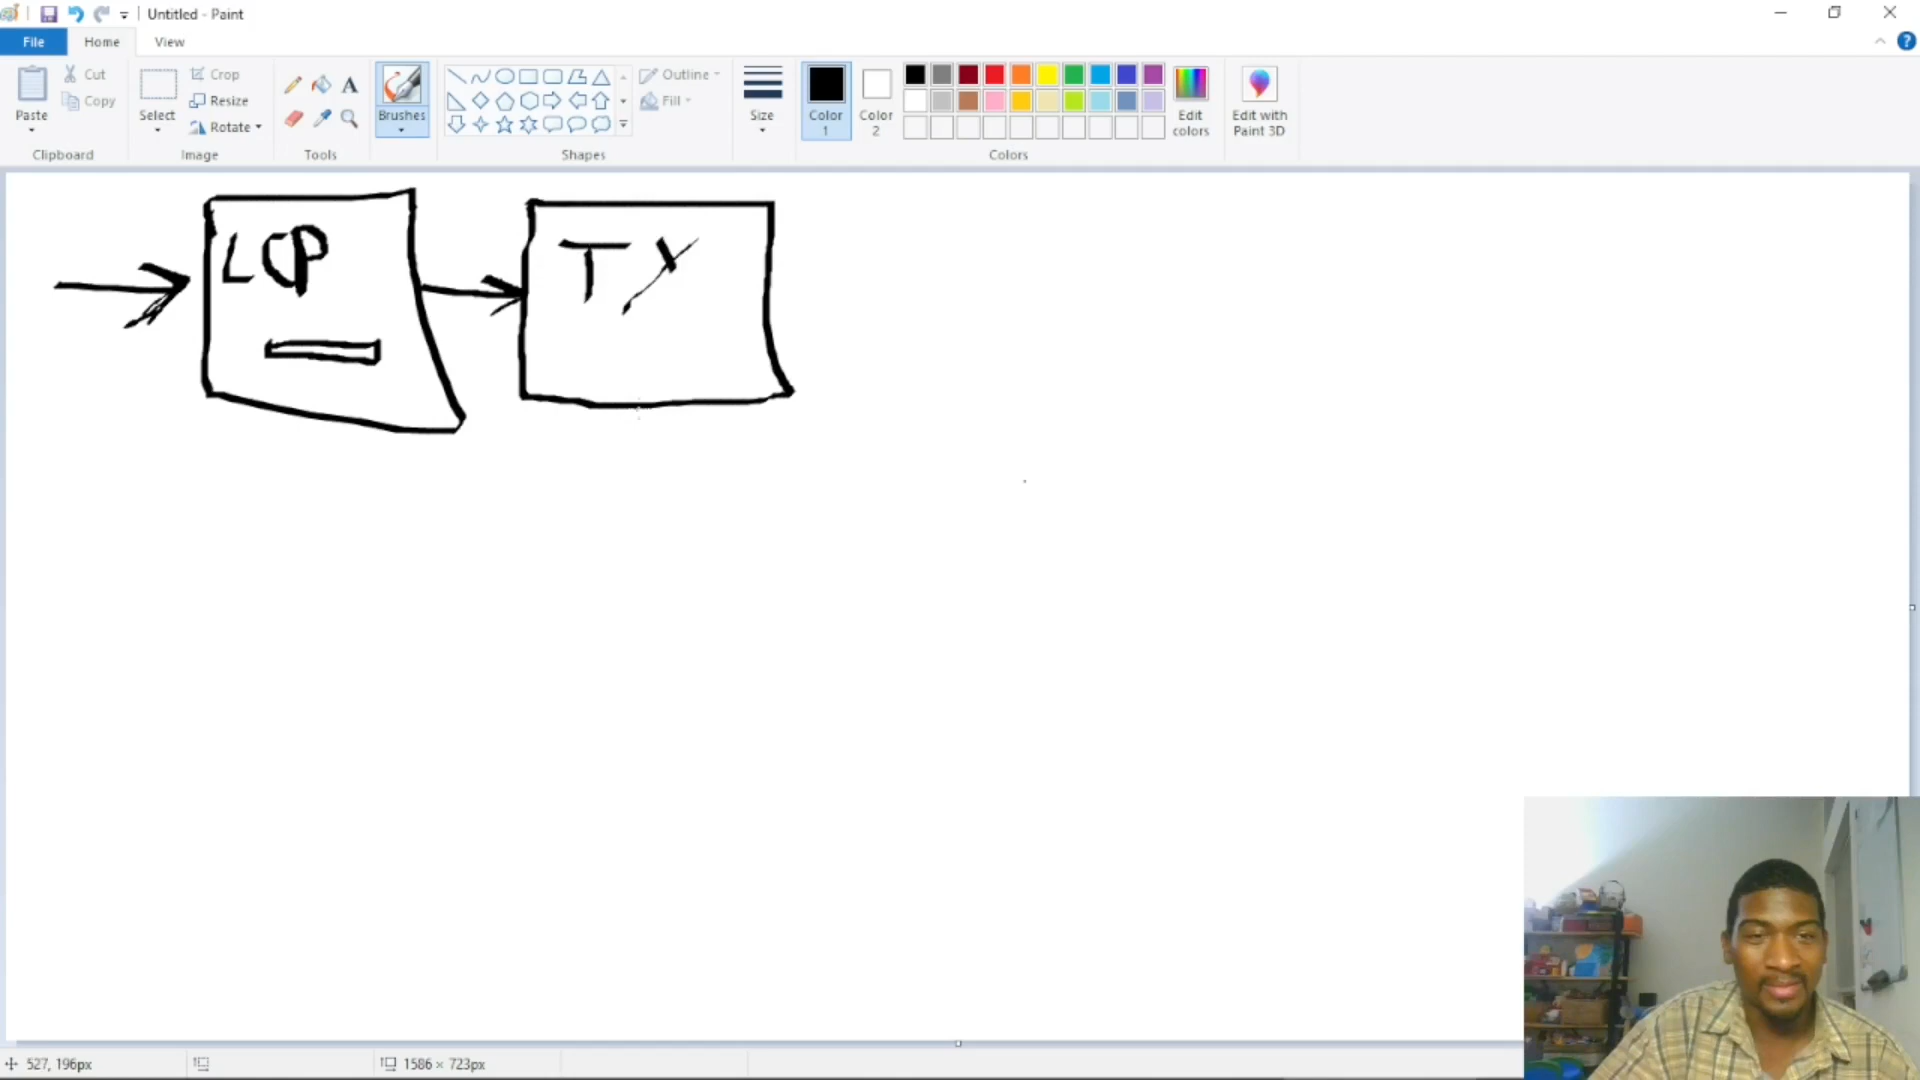 Untitled - Paint
File
Home
View
Paste
Cut
Copy
Clipboard
Select
Crop
Resize
Rotate
Image
A
Tools
Brushes
Outline
Fill
Shapes
Size
Color
1
Color
2
Edit
colors
Colors
Edit with
Paint 3D
?
LCP
TX
527, 196px
1586 × 723px